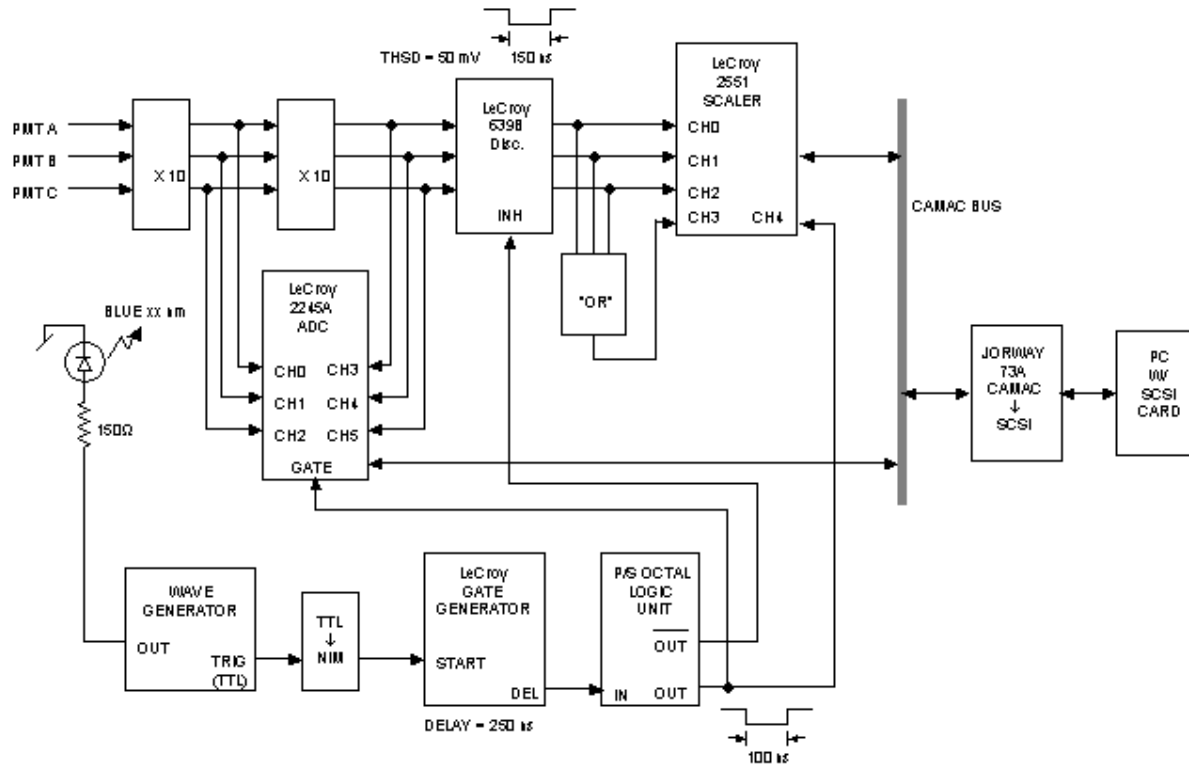 THSD = 50 mV
150 ns
LeCroy
2551
SCALER
CH0
CH1
CH2
CH3
CH4
LeCroy
639B
Disc.
INH
PMT A
PMT B
PMT C
X 10
X 10
CAMAC BUS
"OR"
LeCroy
2245A
ADC
CH0
CH3
CH1
CH4
CH2
CH5
GATE
BLUE xx nm
150Ω
JORWAY
73A
CAMAC
↓
SCSI
PC
W/
SCSI
CARD
WAVE
GENERATOR
OUT
TRIG
(TTL)
TTL
↓
NIM
LeCroy
GATE
GENERATOR
START
DEL
DELAY = 250 ns
P/S OCTAL
LOGIC
UNIT
OUT
IN
OUT
100 ns